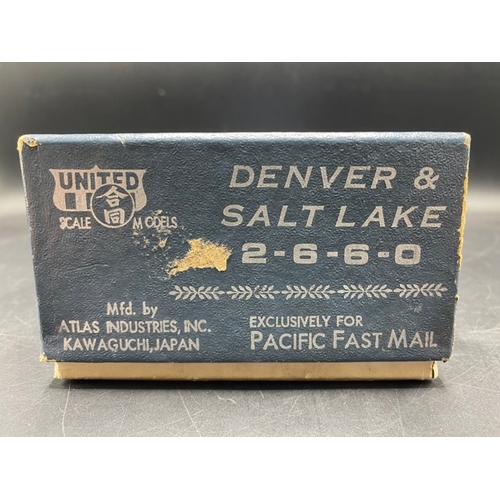 UNITED
合同
SCALE MODELS
DENVER &
SALT LAKE
2-6-6-0
Mfd. by
ATLAS INDUSTRIES, INC.
KAWAGUCHI, JAPAN
EXCLUSIVELY FOR
PACIFIC FAST MAIL